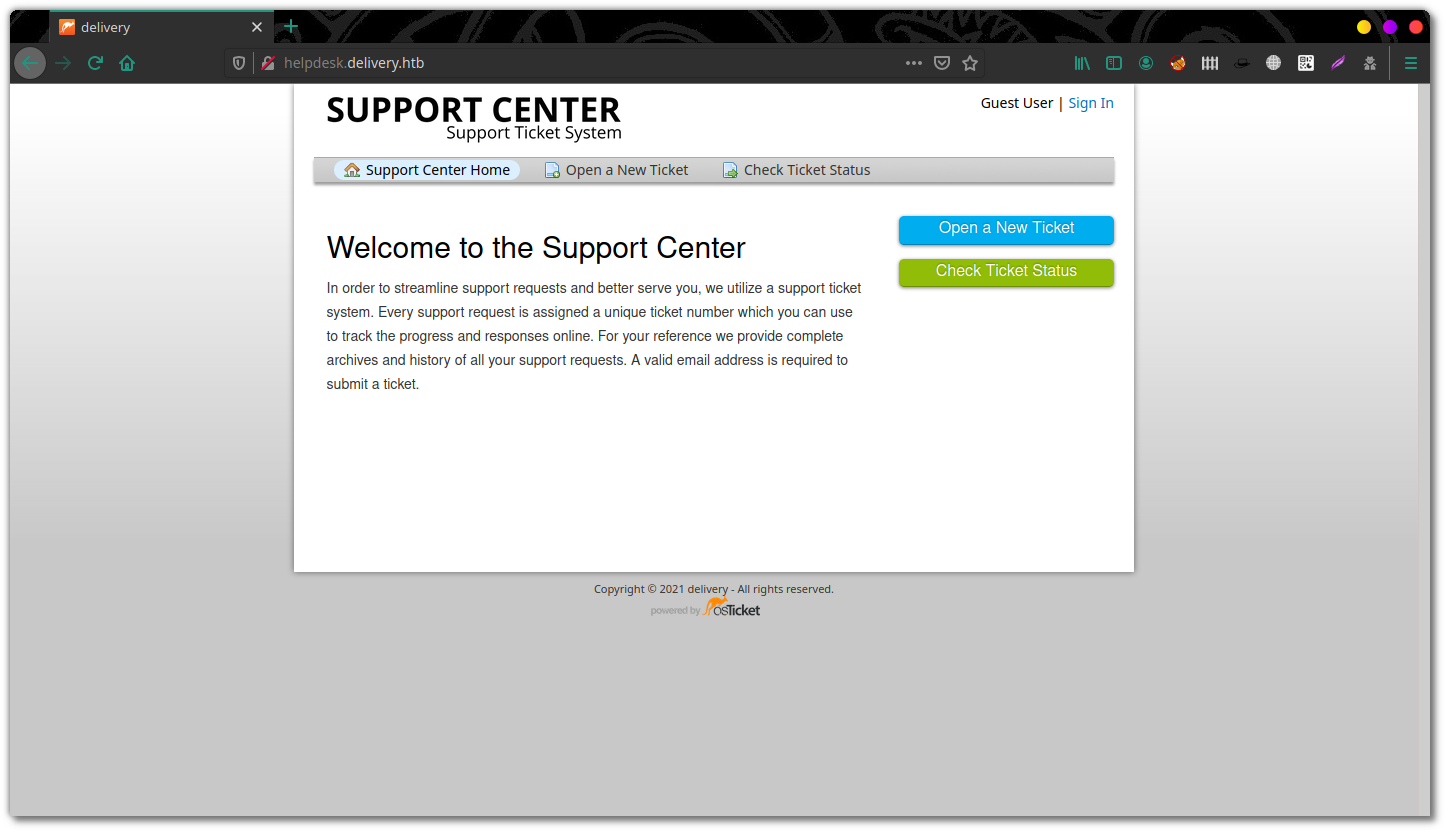 delivery
helpdesk.delivery.htb
SUPPORT CENTER
Support Ticket System
Guest User | Sign In
Support Center Home
Open a New Ticket
Check Ticket Status
Welcome to the Support Center
In order to streamline support requests and better serve you, we utilize a support ticket
system. Every support request is assigned a unique ticket number which you can use
to track the progress and responses online. For your reference we provide complete
archives and history of all your support requests. A valid email address is required to
submit a ticket.
Open a New Ticket
Check Ticket Status
Copyright © 2021 delivery - All rights reserved.
powered by osTicket